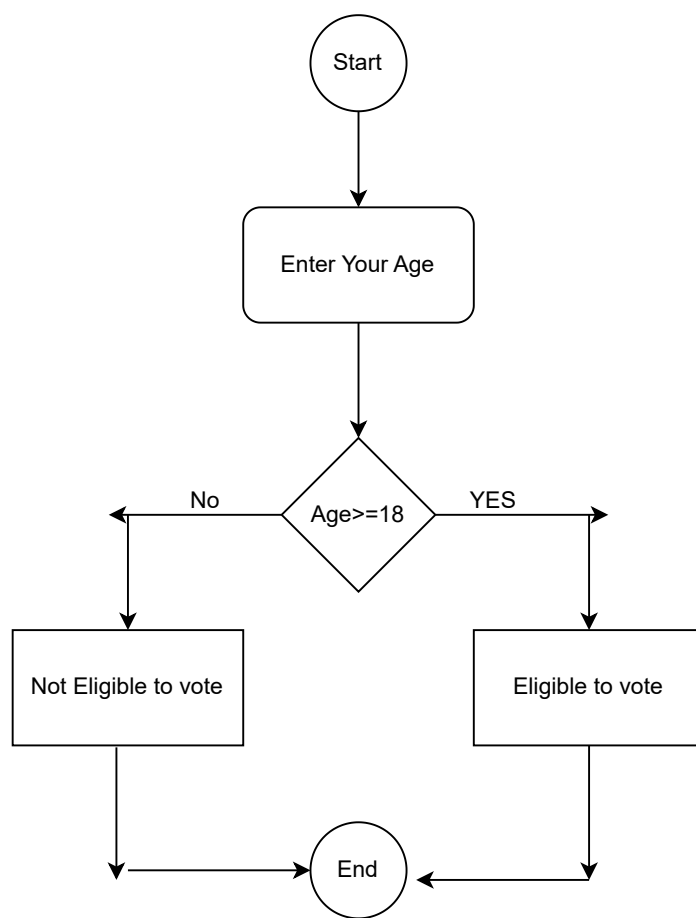 Start
Enter Your Age
No
Age>=18
YES
Not Eligible to vote
Eligible to vote
End